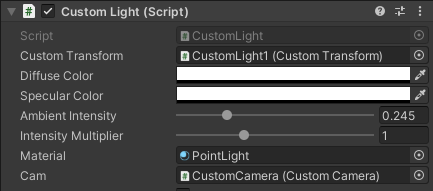 Custom Light (Script)
Script CustomLight
Custom Transform CustomLight1 (Custom Transform)
Diffuse Color
Specular Color
Ambient Intensity 0.245
Intensity Multiplier 1
Material PointLight
Cam CustomCamera (Custom Camera)